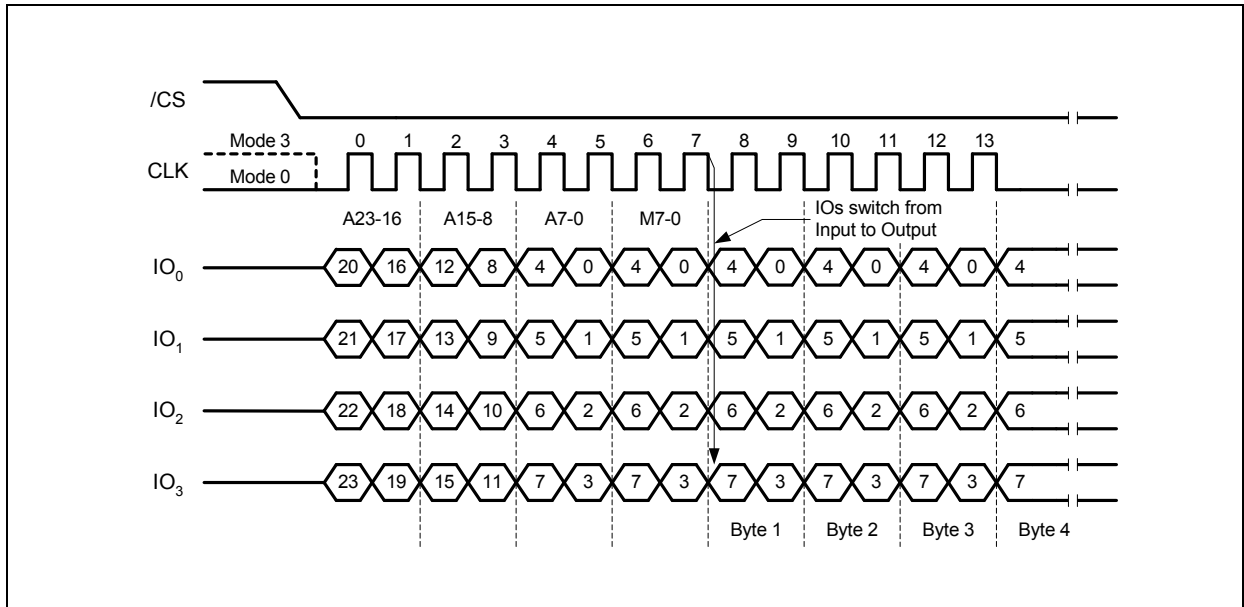 /CS
Mode 3 0 1 2 3 4 5 6 7 8 9 10 11 12 13
CLK
Mode 0
A23-16 A15-8 A7-0 M7-0 IOs switch from
Input to Output
IO0 20 16 12 8 4 0 4 0 4 0 4 0 4 0 4
IO1 21 17 13 9 5 1 5 1 5 1 5 1 5 1 5
IO2 22 18 14 10 6 2 6 2 6 2 6 2 6 2 6
IO3 23 19 15 11 7 3 7 3 7 3 7 3 7 3 7
Byte 1 Byte 2 Byte 3 Byte 4